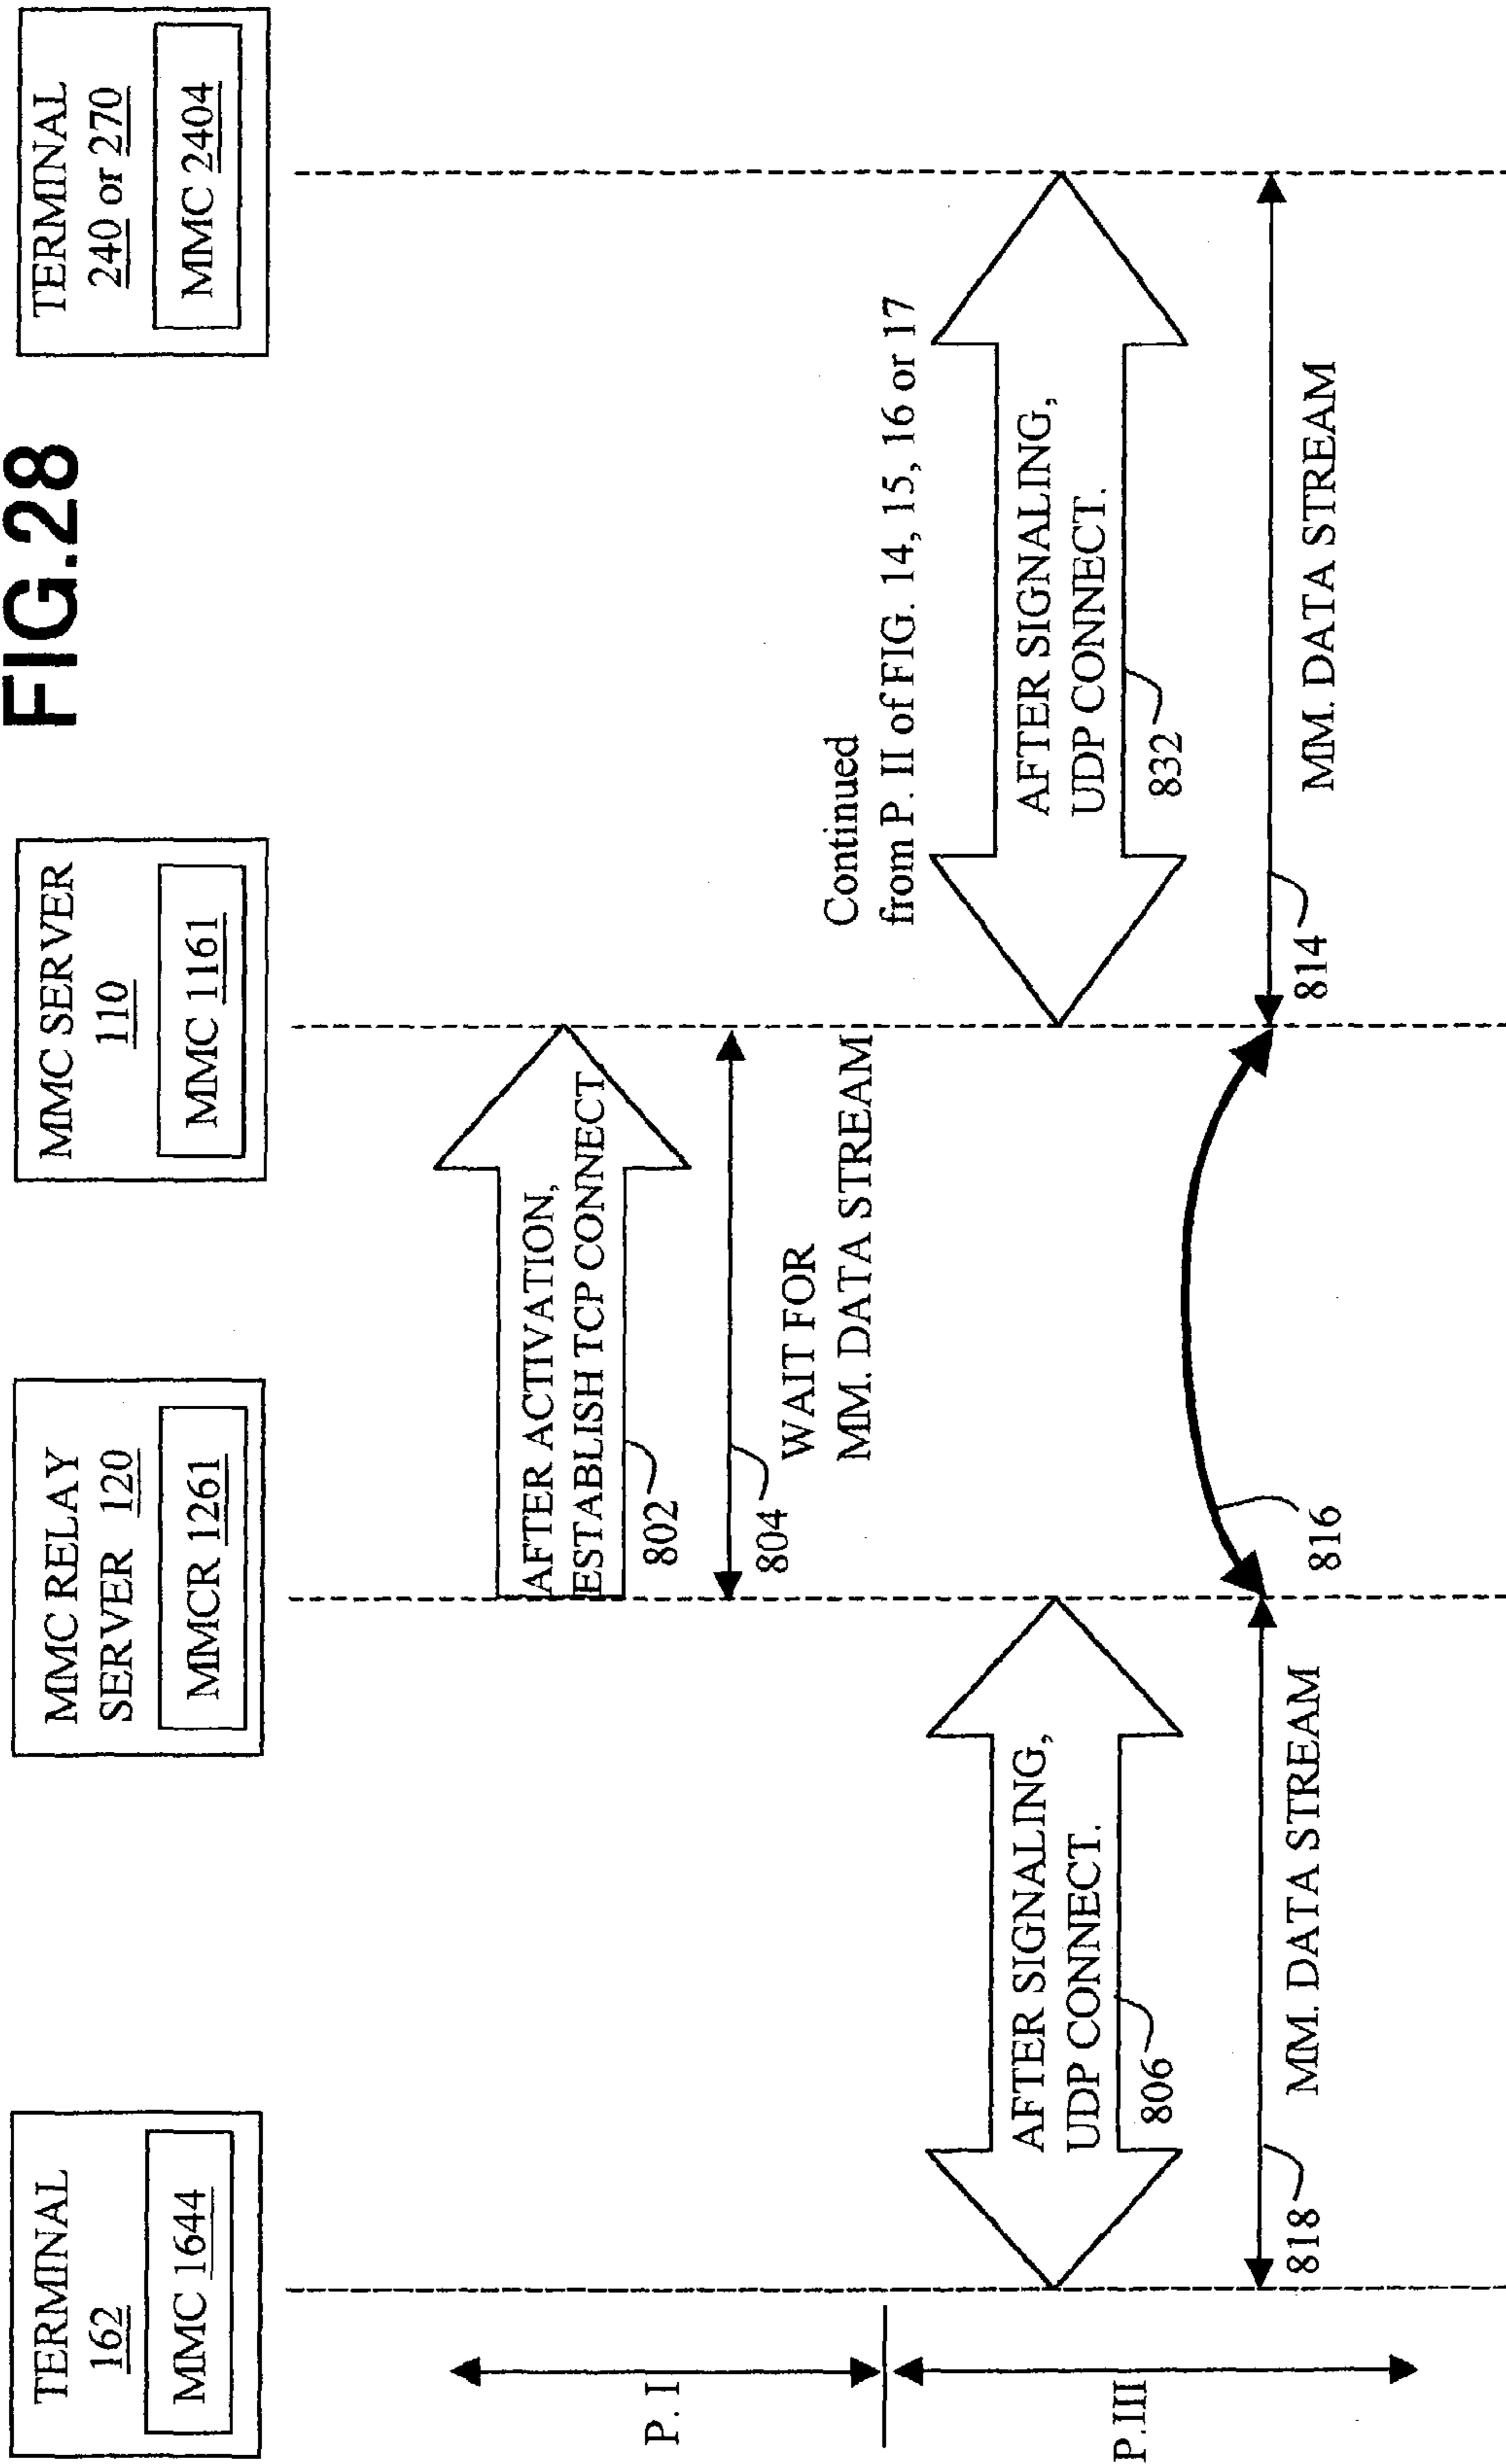 FIG.28
TERMINAL
162
MMC 1644
MMC RELAY
SERVER 120
MMCR 1261
MMC SERVER
110
MMC 1161
TERMINAL
240 or 270
MMC 2404
P. I
AFTER ACTIVATION,
ESTABLISH TCP CONNECT
802
804
WAIT FOR
MM. DATA STREAM
Continued
from P. II of FIG. 14, 15, 16 or 17
P.III
AFTER SIGNALING,
UDP CONNECT.
806
AFTER SIGNALING,
UDP CONNECT.
832
818
MM. DATA STREAM
816
814
MM. DATA STREAM